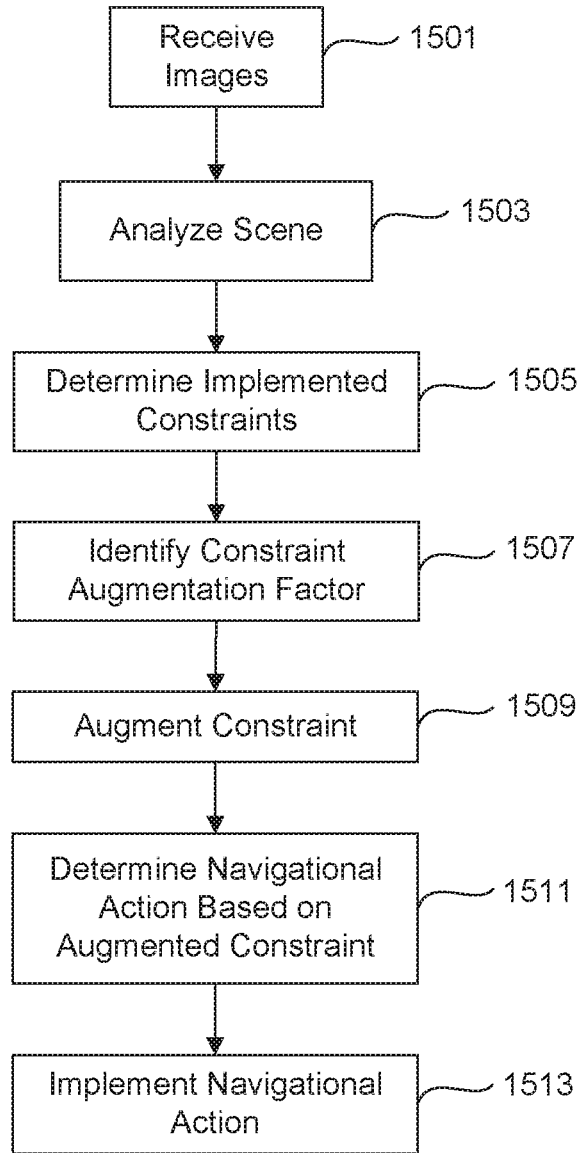 Receive
Images
1501
Analyze Scene
1503
Determine Implemented
Constraints
1505
Identify Constraint
Augmentation Factor
1507
Augment Constraint
1509
Determine Navigational
Action Based on
Augmented Constraint
1511
Implement Navigational
Action
1513